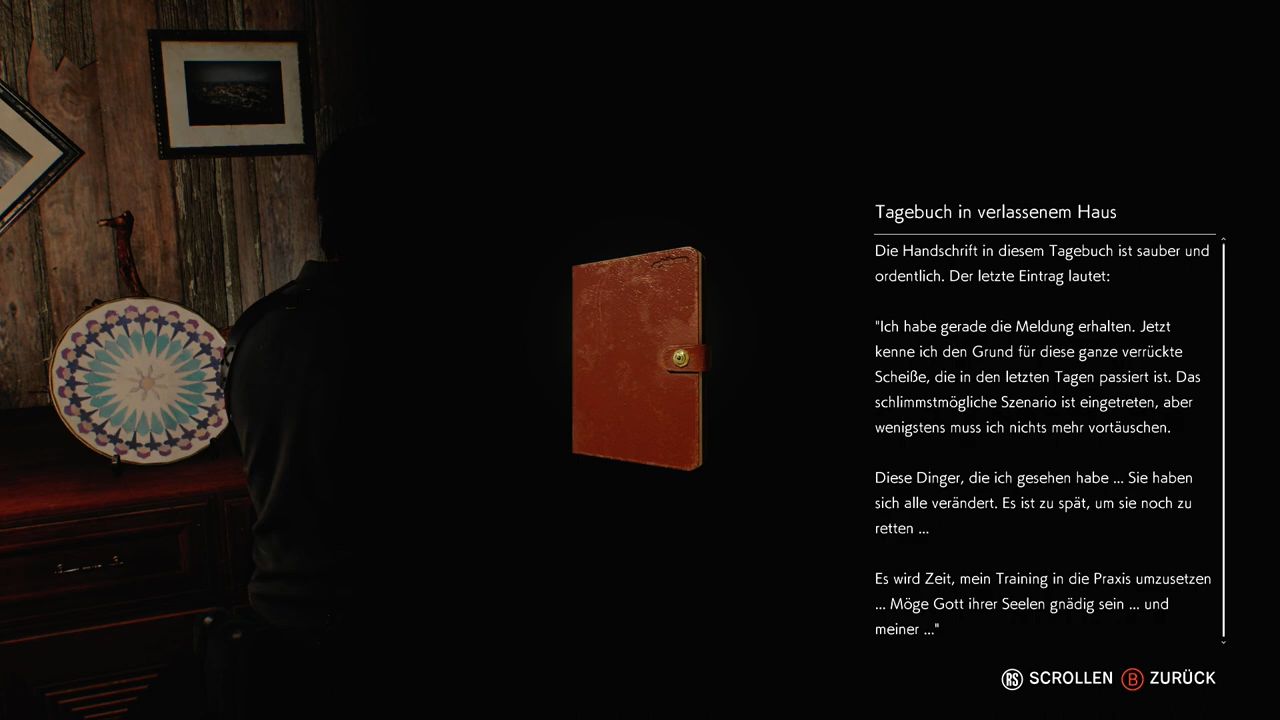 Tagebuch in verlassenem Haus
Die Handschrift in diesem Tagebuch ist sauber und
ordentlich. Der letzte Eintrag lautet:
"Ich habe gerade die Meldung erhalten. Jetzt
kenne ich den Grund für diese ganze verrückte
Scheiße, die in den letzten Tagen passiert ist. Das
schlimmstmögliche Szenario ist eingetreten, aber
wenigstens muss ich nichts mehr vortäuschen.
Diese Dinger, die ich gesehen habe ... Sie haben
sich alle verändert. Es ist zu spät, um sie noch zu
retten ...
Es wird Zeit, mein Training in die Praxis umzusetzen
... Möge Gott ihrer Seelen gnädig sein ... und
meiner ..."
RS SCROLLEN B ZURÜCK